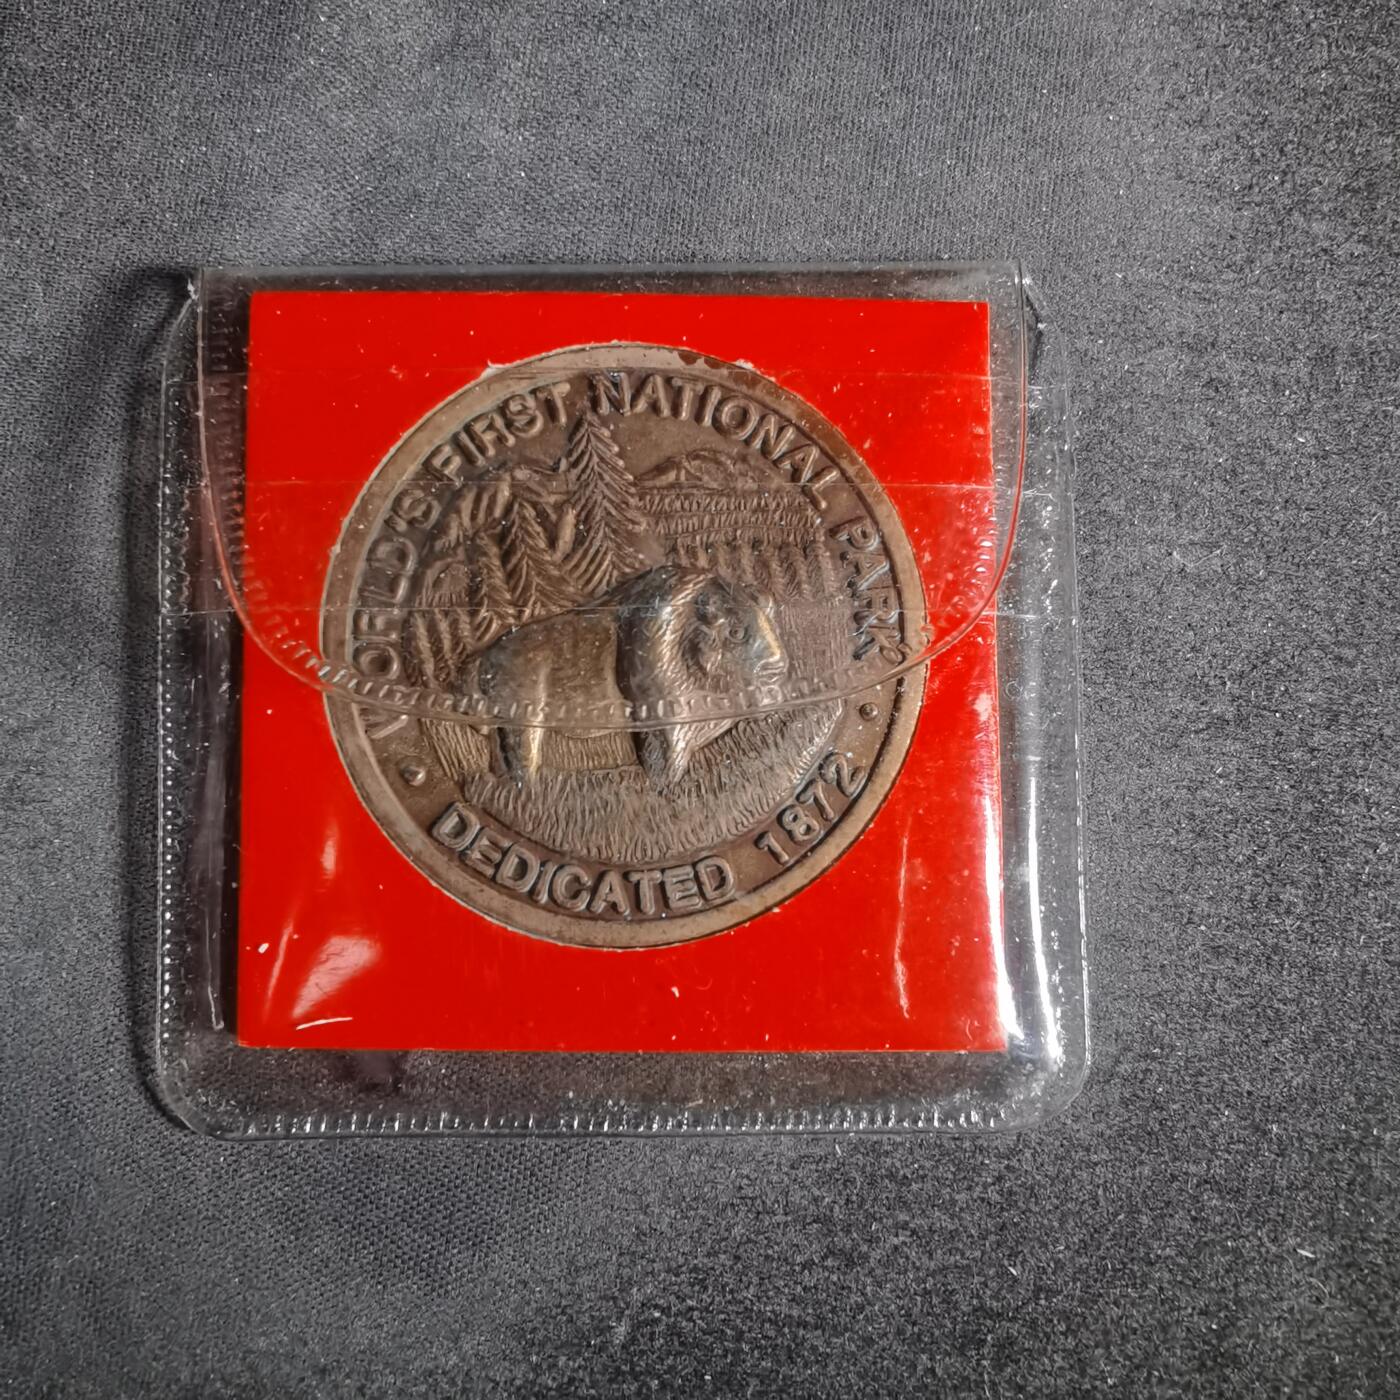 WORLD'S FIRST NATIONAL PARK
DEDICATED 1872